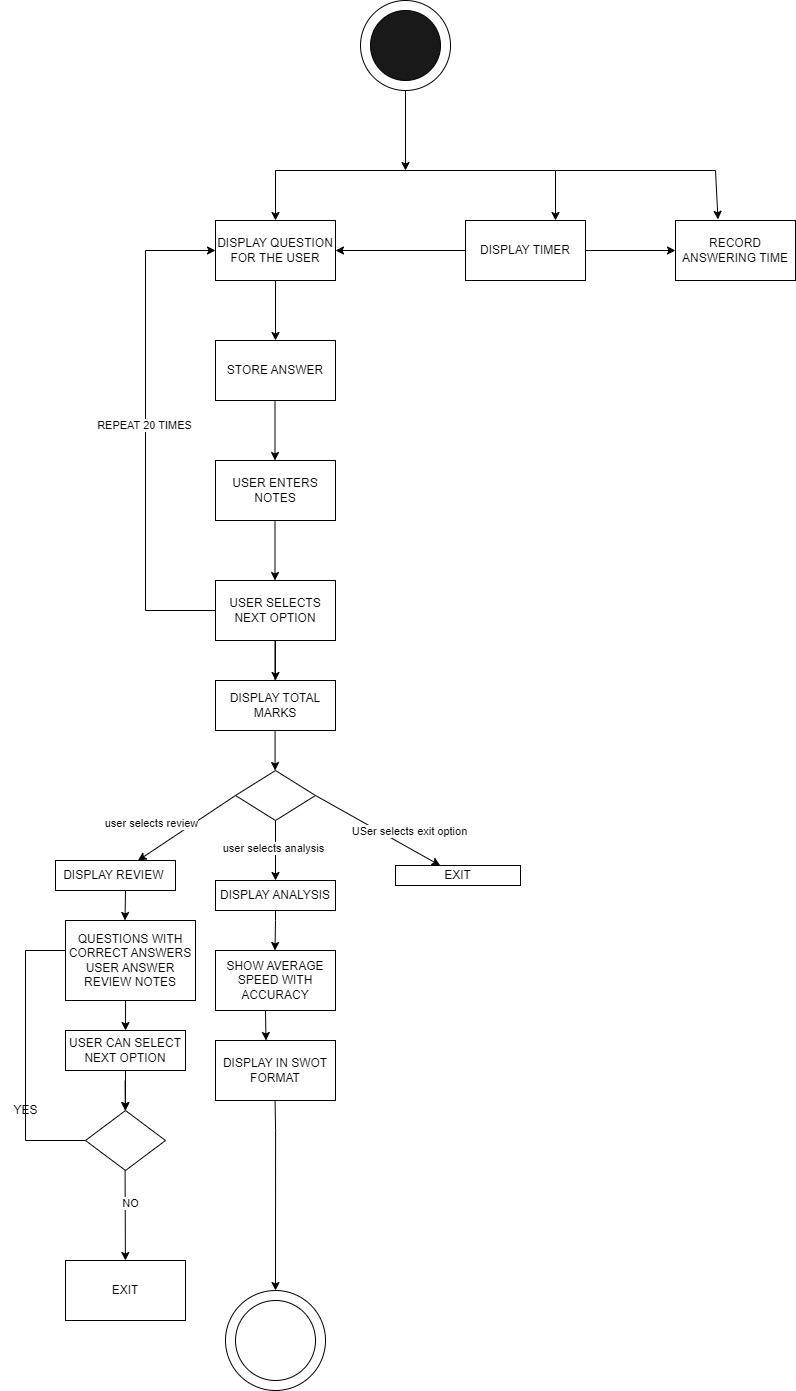 DISPLAY QUESTION
FOR THE USER
DISPLAY TIMER
RECORD
ANSWERING TIME
STORE ANSWER
REPEAT 20 TIMES
USER ENTERS
NOTES
USER SELECTS
NEXT OPTION
DISPLAY TOTAL
MARKS
user selects review
user selects analysis
USer selects exit option
DISPLAY REVIEW
DISPLAY ANALYSIS
EXIT
QUESTIONS WITH
CORRECT ANSWERS
USER ANSWER
REVIEW NOTES
SHOW AVERAGE
SPEED WITH
ACCURACY
USER CAN SELECT
NEXT OPTION
DISPLAY IN SWOT
FORMAT
YES
NO
EXIT